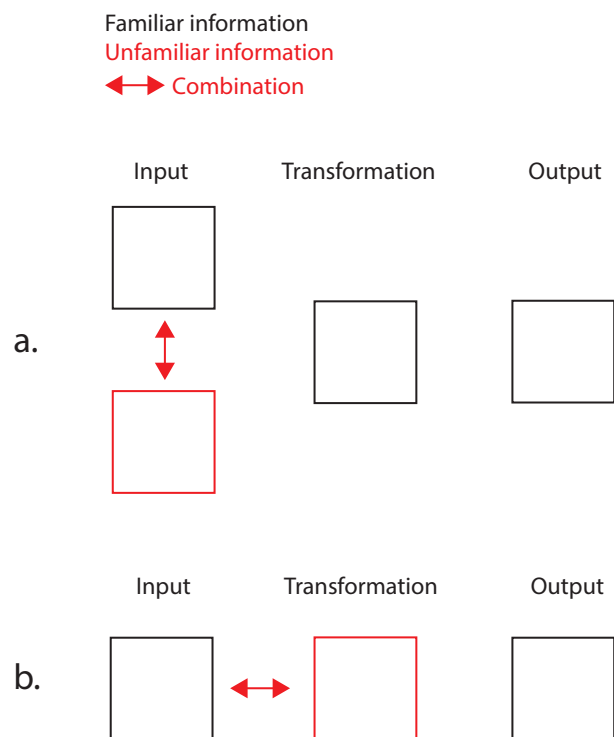 Familiar information
Unfamiliar information
Combination
Input Transformation Output
a.
Input Transformation Output
b.